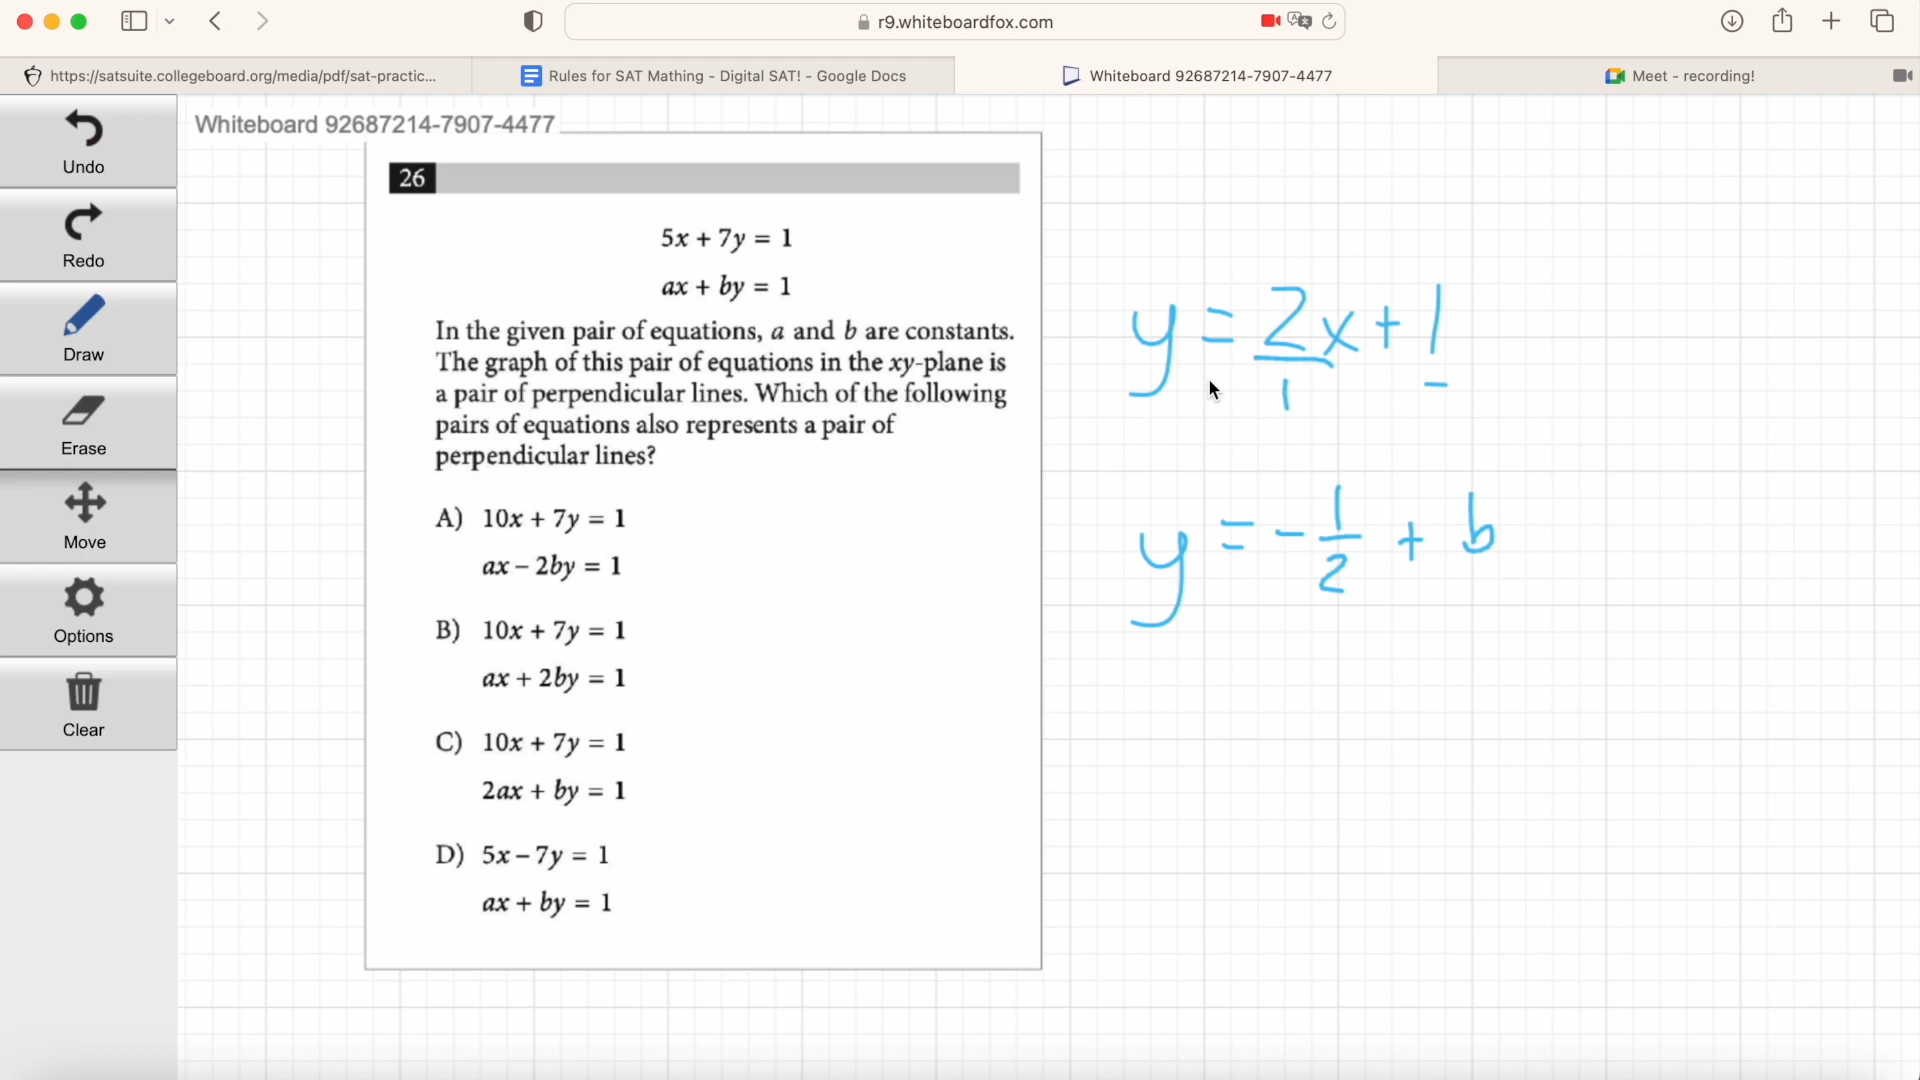 r9.whiteboardfox.com
https://satsuite.collegeboard.org/media/pdf/sat-practic...
Rules for SAT Mathing - Digital SAT! - Google Docs
Whiteboard 92687214-7907-4477
Meet - recording!
Undo
Redo
Draw
Erase
Move
Options
Clear
Whiteboard 92687214-7907-4477
26
5x + 7y = 1
ax + by = 1
In the given pair of equations, a and b are constants.
The graph of this pair of equations in the xy-plane is
a pair of perpendicular lines. Which of the following
pairs of equations also represents a pair of
perpendicular lines?
A) 10x + 7y = 1
ax – 2by = 1
B) 10x + 7y = 1
ax + 2by = 1
C) 10x + 7y = 1
2ax + by = 1
D) 5x – 7y = 1
ax + by = 1
y = 2x + 1
1
y = - 1/2 + b